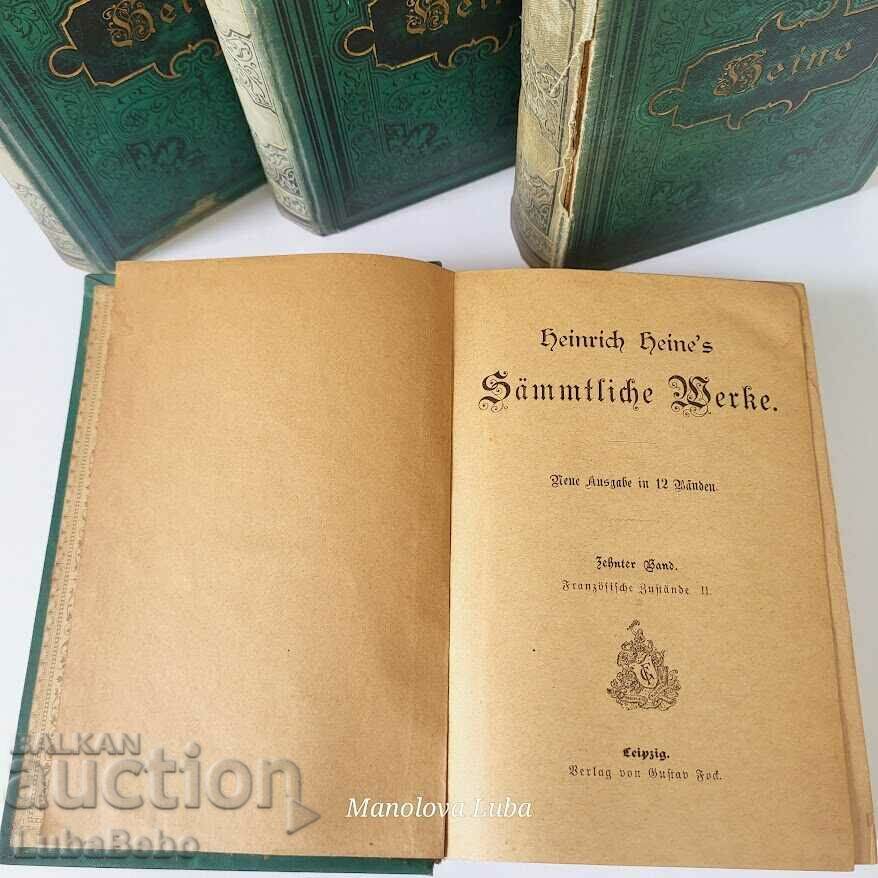 Heine
Heine
Heine
Heinrich Heine's
Sämmtliche Werke.
Neue Ausgabe in 12 Bänden.
Zehnter Band.
Französische Zustände II.
Leipzig.
Verlag von Gustav Fock.
BALKAN
auction
LubaBebo
Manolova Luba